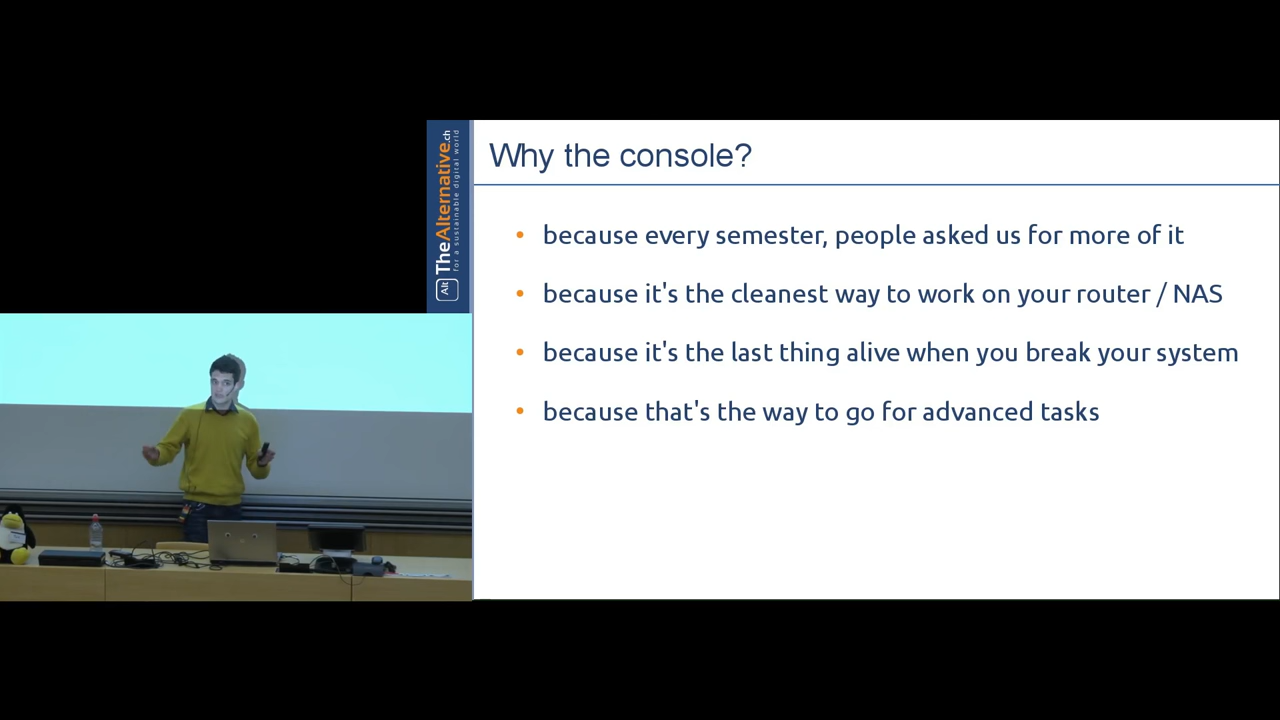 Why the console?
because every semester, people asked us for more of it
because it's the cleanest way to work on your router / NAS
because it's the last thing alive when you break your system
because that's the way to go for advanced tasks
Alt TheAlternative.ch
for a sustainable digital world